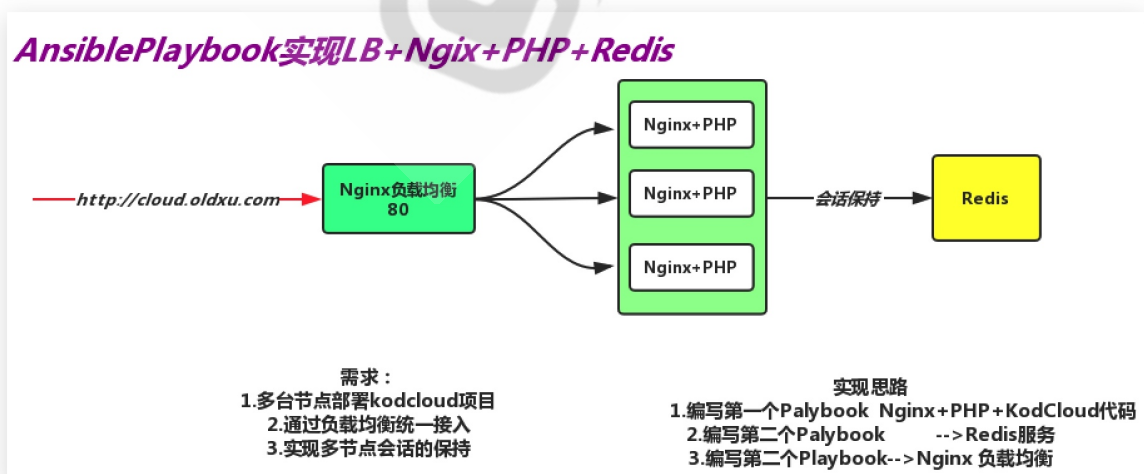 AnsiblePlaybook实现LB+Ngix+PHP+Redis
http://cloud.oldxu.com
Nginx负载均衡
80
Nginx+PHP
Nginx+PHP
Nginx+PHP
会话保持
Redis
需求：
1.多台节点部署kodcloud项目
2.通过负载均衡统一接入
3.实现多节点会话的保持
实现思路
1.编写第一个Palybook Nginx+PHP+KodCloud代码
2.编写第二个Palybook -->Redis服务
3.编写第二个Playbook-->Nginx 负载均衡